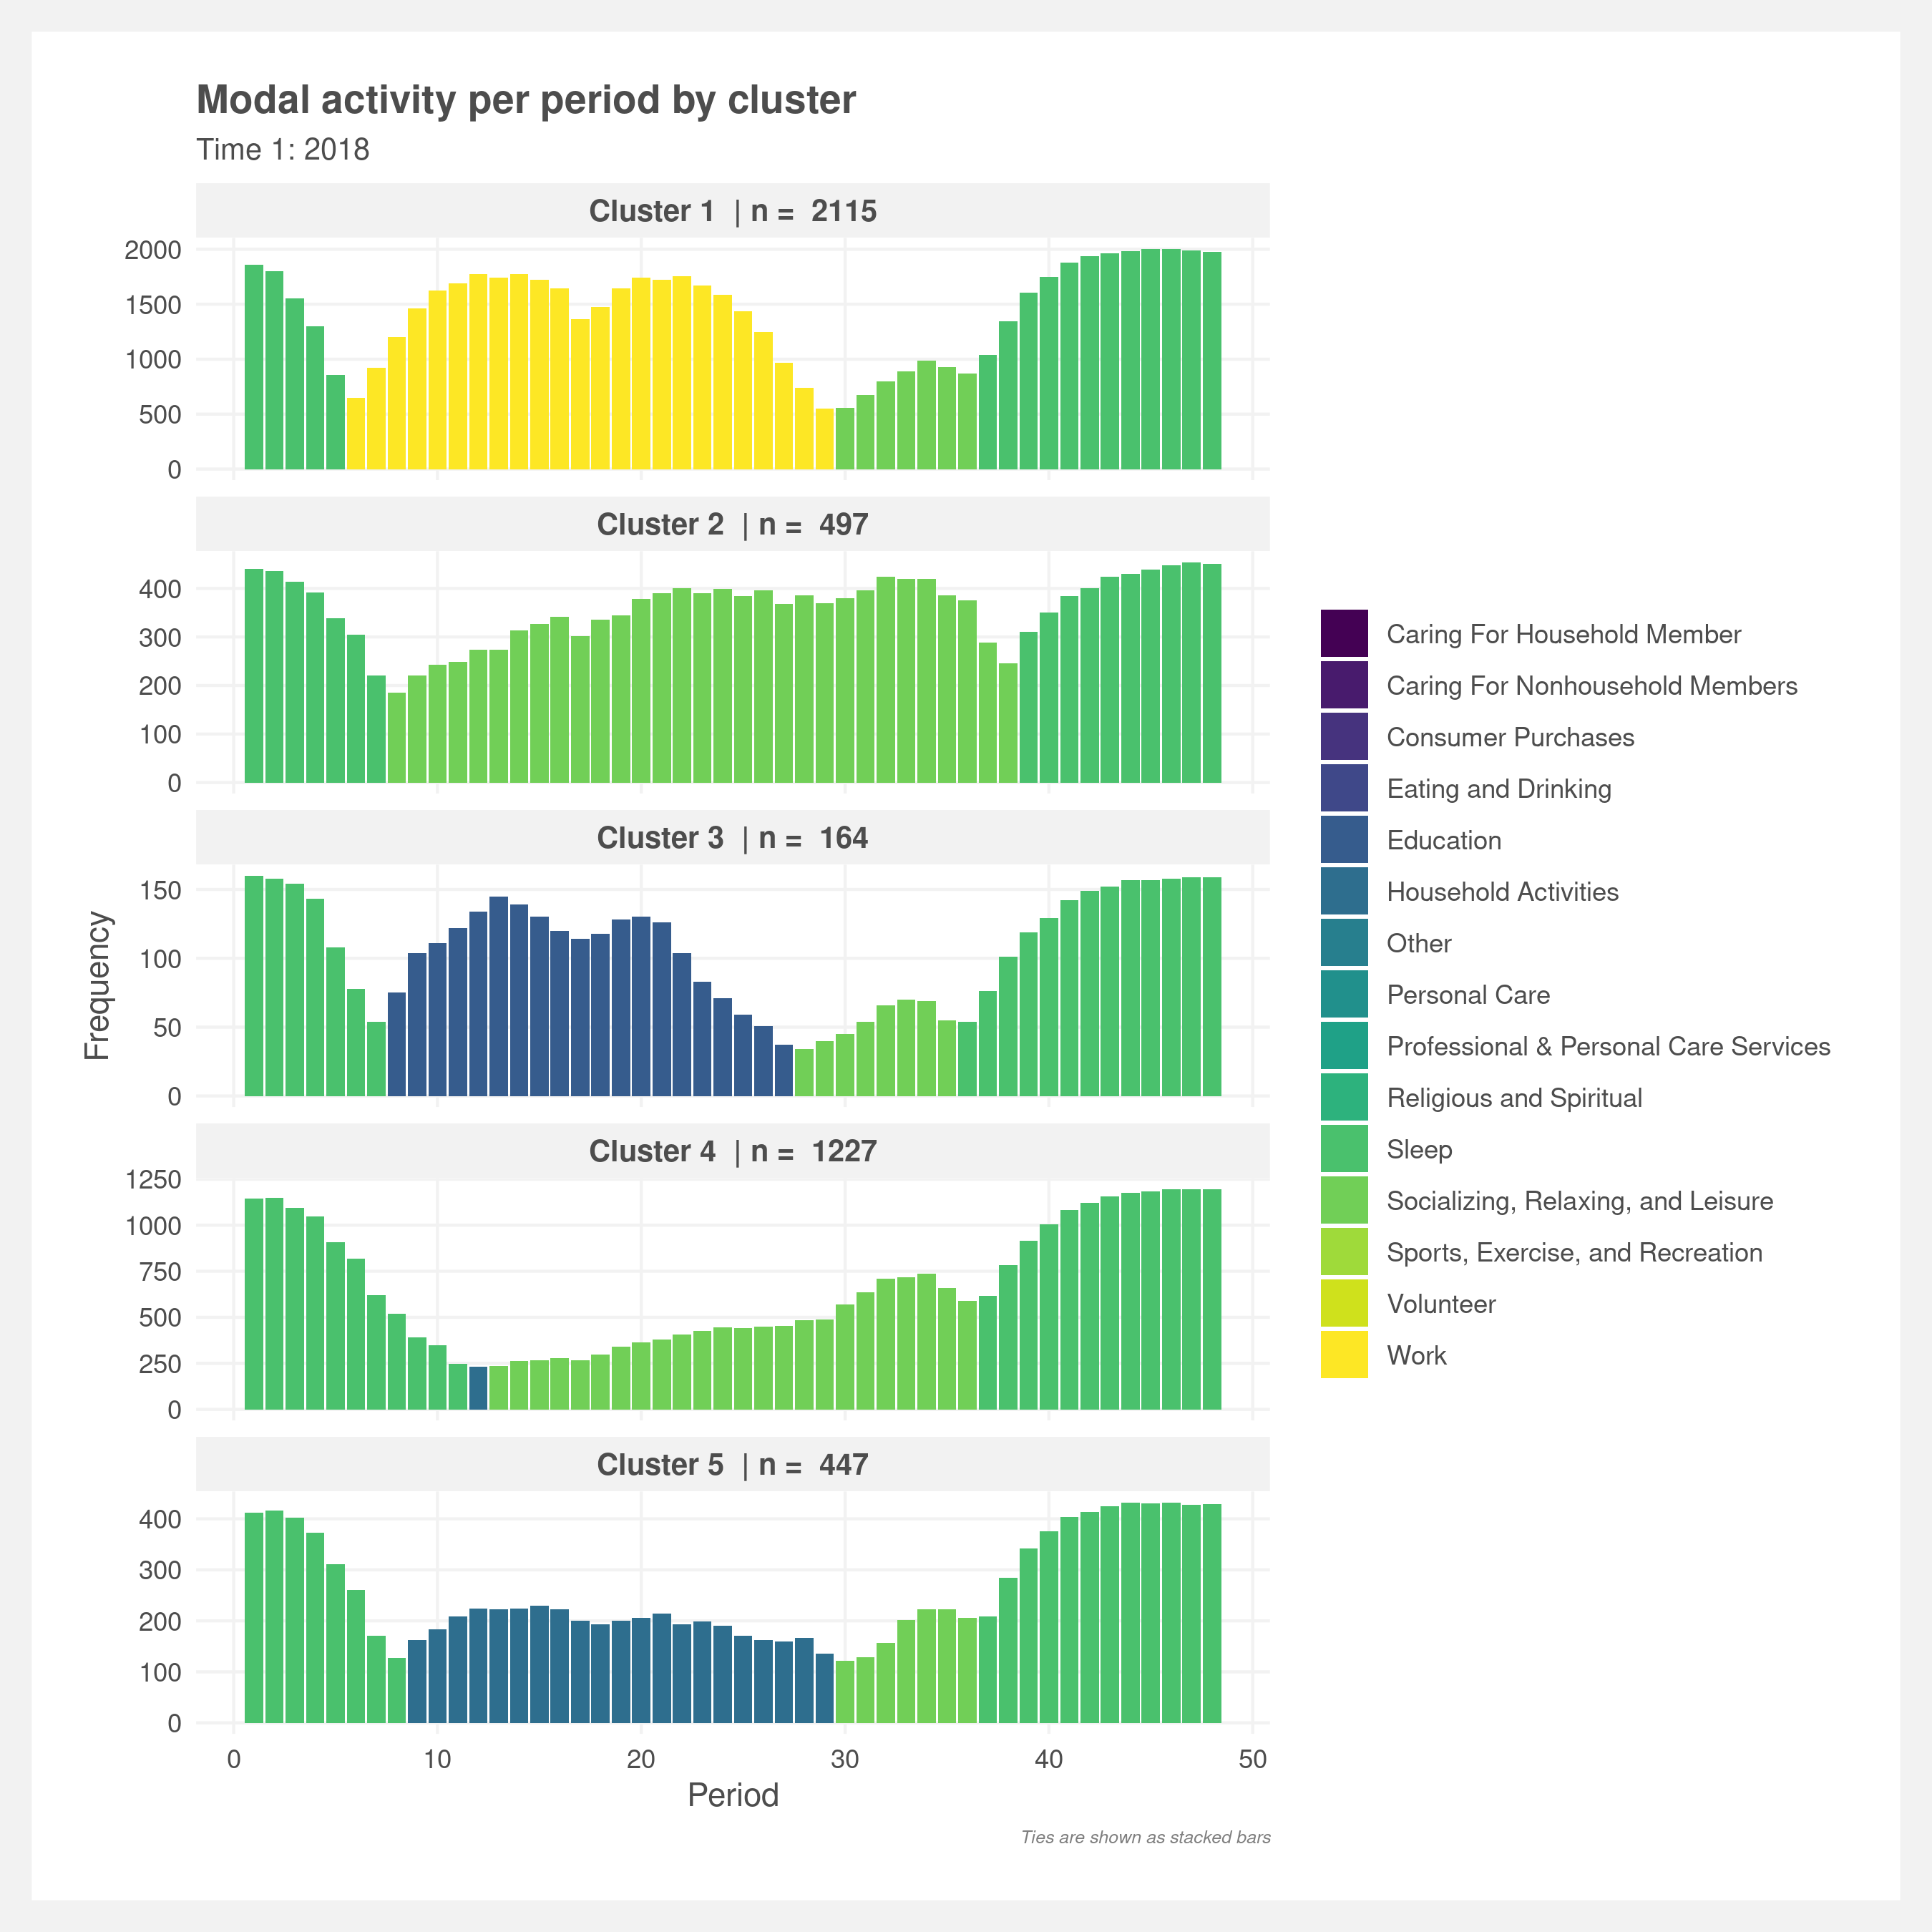 Modal activity per period by cluster
Time 1: 2018
Cluster 1 | n = 2115
2000
1500
1000
500
0
Cluster 2 | n = 497
400
300
200
100
0
Cluster 3 | n = 164
150
100
50
0
Cluster 4 | n = 1227
1250
1000
750
500
250
0
Cluster 5 | n = 447
400
300
200
100
0
0 10 20 30 40 50
Period
Frequency
Ties are shown as stacked bars
Caring For Household Member
Caring For Nonhousehold Members
Consumer Purchases
Eating and Drinking
Education
Household Activities
Other
Personal Care
Professional & Personal Care Services
Religious and Spiritual
Sleep
Socializing, Relaxing, and Leisure
Sports, Exercise, and Recreation
Volunteer
Work